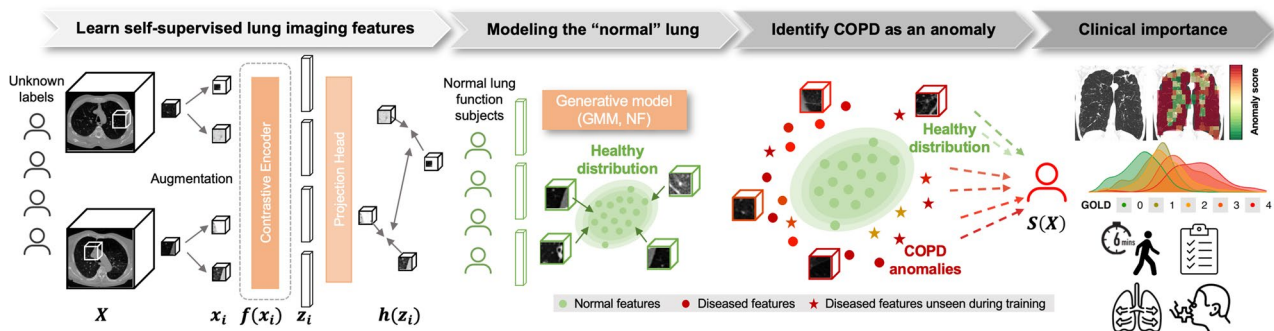 Learn self-supervised lung imaging features
Modeling the “normal” lung
Identify COPD as an anomaly
Clinical importance
Unknown
labels
Augmentation
Contrastive Encoder
Projection Head
X
x_i
f(x_i)
z_i
h(z_i)
Normal lung
function
subjects
Generative model
(GMM, NF)
Healthy
distribution
Healthy
distribution
COPD
anomalies
S(X)
Normal features
Diseased features
Diseased features unseen during training
Anomaly score
GOLD 0 1 2 3 4
6
mins